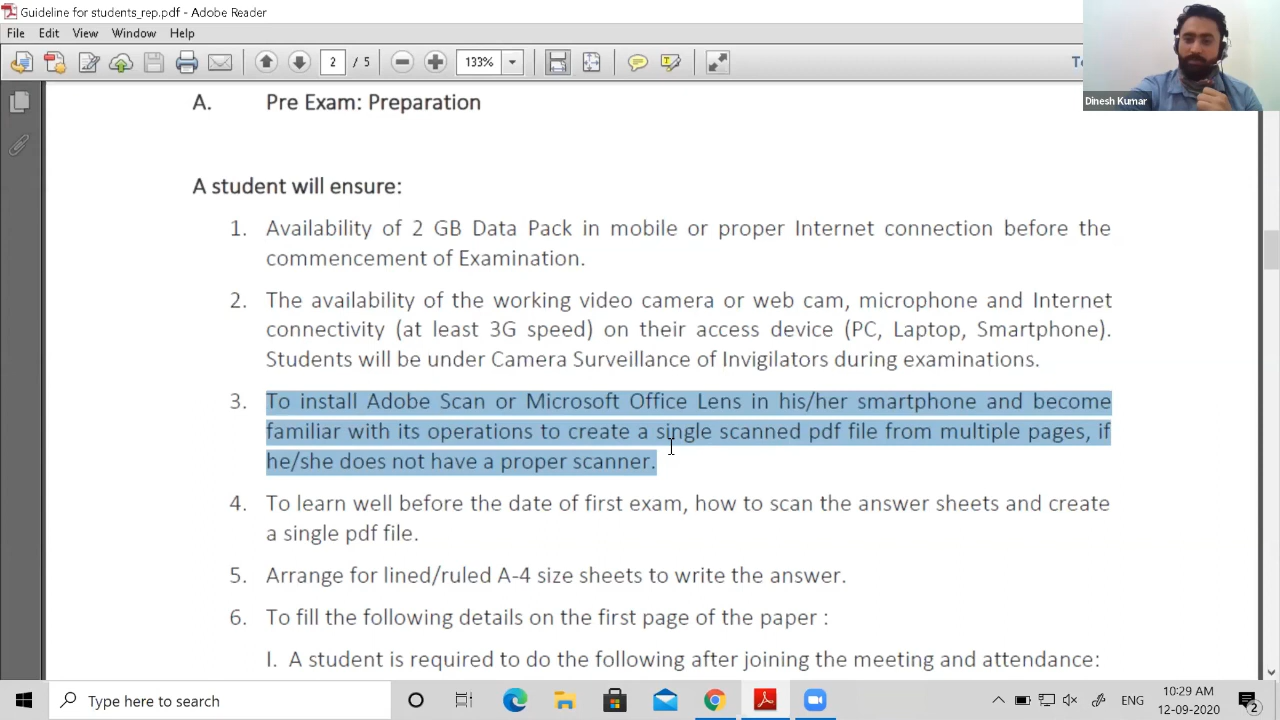 Guideline for students_rep.pdf - Adobe Reader
File Edit View Window Help
2 / 5 133%
Dinesh Kumar
A. Pre Exam: Preparation
A student will ensure:
1. Availability of 2 GB Data Pack in mobile or proper Internet connection before the
commencement of Examination.
2. The availability of the working video camera or web cam, microphone and Internet
connectivity (at least 3G speed) on their access device (PC, Laptop, Smartphone).
Students will be under Camera Surveillance of Invigilators during examinations.
3. To install Adobe Scan or Microsoft Office Lens in his/her smartphone and become
familiar with its operations to create a single scanned pdf file from multiple pages, if
he/she does not have a proper scanner.
4. To learn well before the date of first exam, how to scan the answer sheets and create
a single pdf file.
5. Arrange for lined/ruled A-4 size sheets to write the answer.
6. To fill the following details on the first page of the paper :
I. A student is required to do the following after joining the meeting and attendance:
Type here to search
ENG
10:29 AM
12-09-2020
2